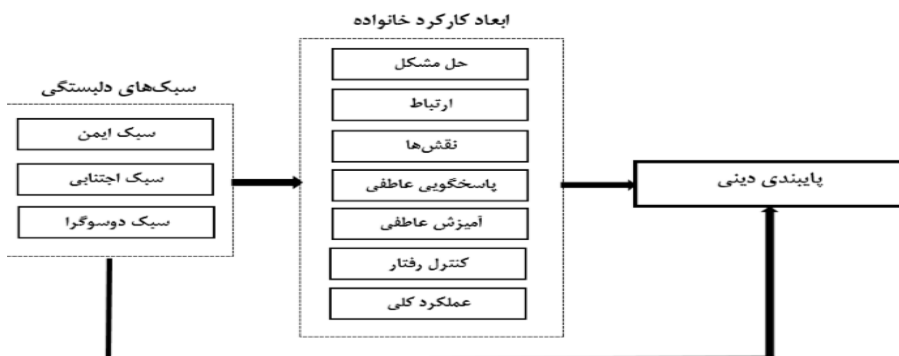 ابعاد کارکرد خانواده
حل مشکل
ارتباط
نقش‌ها
پاسخگویی عاطفی
آمیزش عاطفی
کنترل رفتار
عملکرد کلی
سبک‌های دلبستگی
سبک ایمن
سبک اجتنابی
سبک دوسوگرا
پایبندی دینی